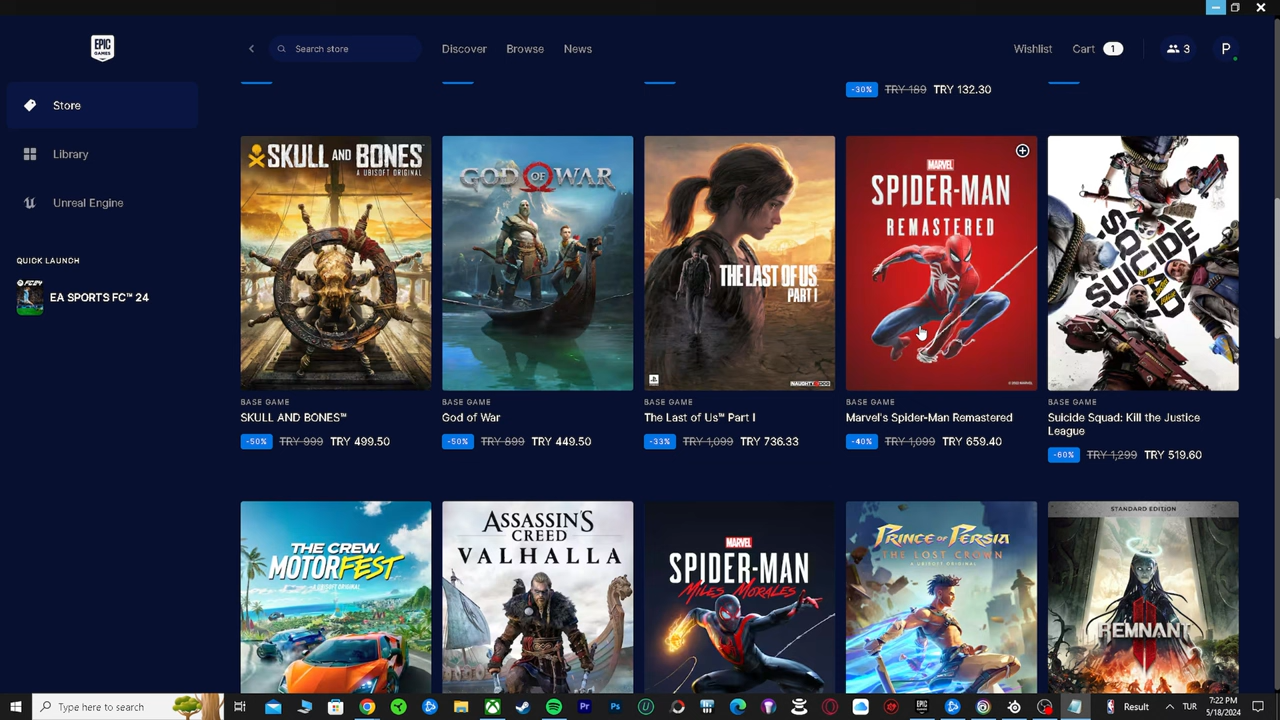 EPIC
GAMES
Search store
Discover
Browse
News
Wishlist
Cart
1
3
P
Store
Library
Unreal Engine
QUICK LAUNCH
EA SPORTS FC™ 24
-30% TRY 189 TRY 132.30
SKULL AND BONES
A UBISOFT ORIGINAL
GOD OF WAR
THE LAST OF US
PART I
NAUGHTY DOG
MARVEL
SPIDER-MAN
REMASTERED
SUICIDE
SQUAD
BASE GAME
SKULL AND BONES™
-50% TRY 999 TRY 499.50
BASE GAME
God of War
-50% TRY 899 TRY 449.50
BASE GAME
The Last of Us™ Part I
-33% TRY 1,099 TRY 736.33
BASE GAME
Marvel's Spider-Man Remastered
-40% TRY 1,099 TRY 659.40
BASE GAME
Suicide Squad: Kill the Justice
League
-60% TRY 1,299 TRY 519.60
THE CREW
MOTORFEST
A UBISOFT ORIGINAL
ASSASSIN'S
CREED
VALHALLA
MARVEL
SPIDER-MAN
MILES MORALES
PRINCE OF PERSIA
THE LOST CROWN
A UBISOFT ORIGINAL
STANDARD EDITION
REMNANT
Type here to search
Result
TUR
7:22 PM
5/18/2024